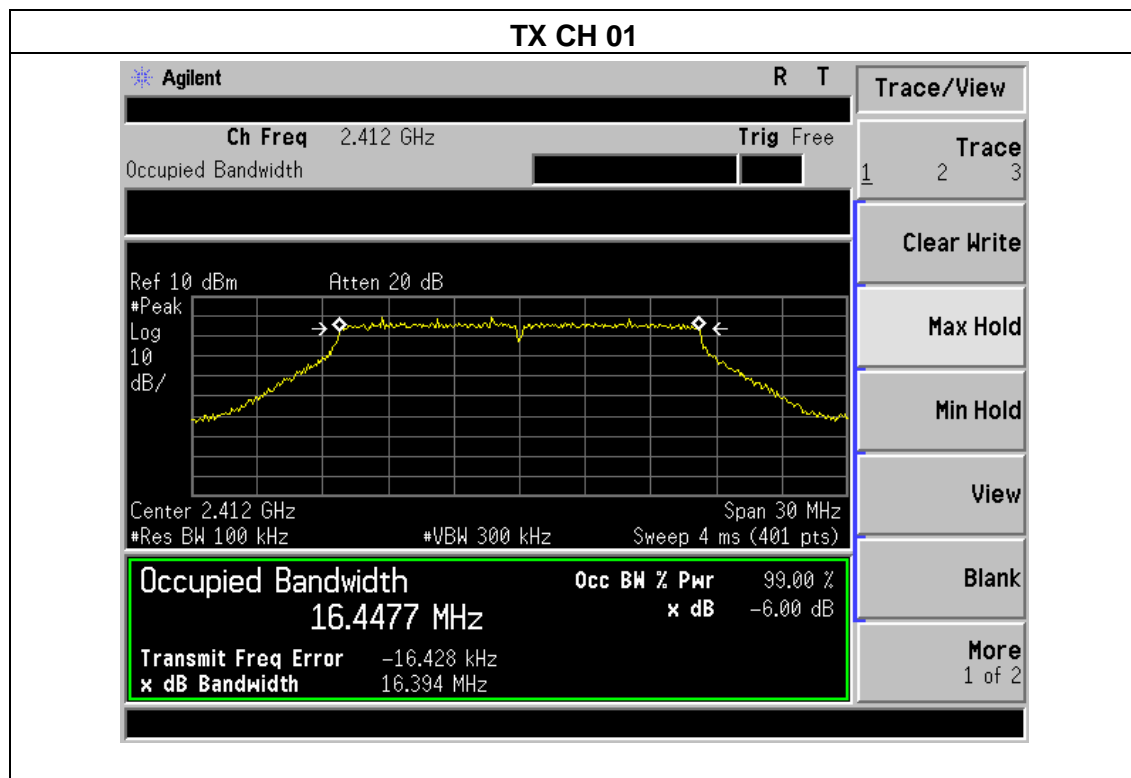 TX CH 01
Agilent R T
Ch Freq 2.412 GHz Trig Free
Occupied Bandwidth
Ref 10 dBm Atten 20 dB
#Peak
Log
10
dB/
Center 2.412 GHz Span 30 MHz
#Res BW 100 kHz #VBW 300 kHz Sweep 4 ms (401 pts)
Occupied Bandwidth Occ BW % Pwr 99.00 %
16.4477 MHz x dB -6.00 dB
Transmit Freq Error -16.428 kHz
x dB Bandwidth 16.394 MHz
Trace/View
Trace
1 2 3
Clear Write
Max Hold
Min Hold
View
Blank
More
1 of 2